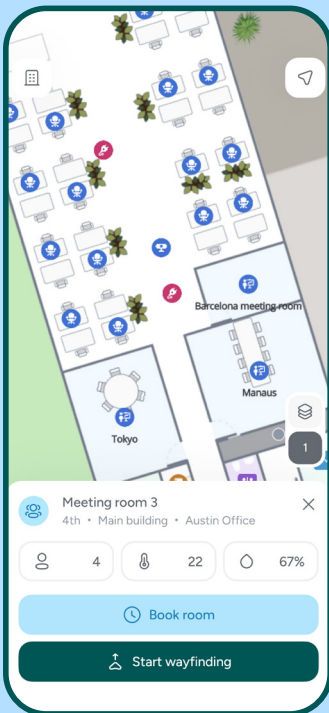 Barcelona meeting room
Manaus
Tokyo
1
Meeting room 3
4th • Main building • Austin Office
4
22
67%
Book room
Start wayfinding